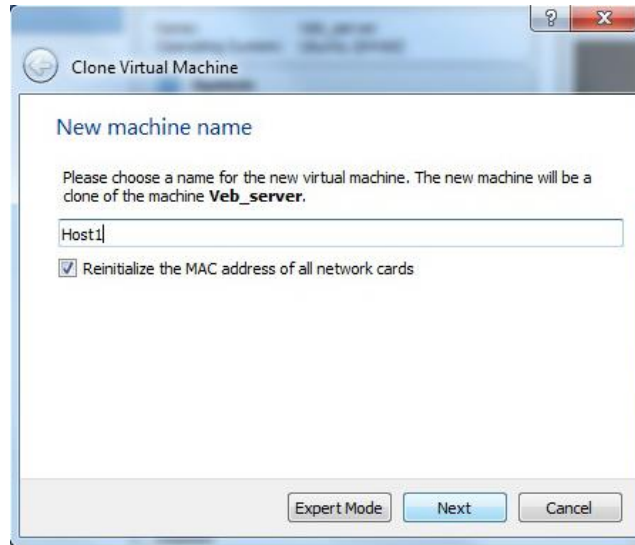 Clone Virtual Machine
New machine name
Please choose a name for the new virtual machine. The new machine will be a
clone of the machine Veb_server.
Host1
Reinitialize the MAC address of all network cards
Expert Mode
Next
Cancel